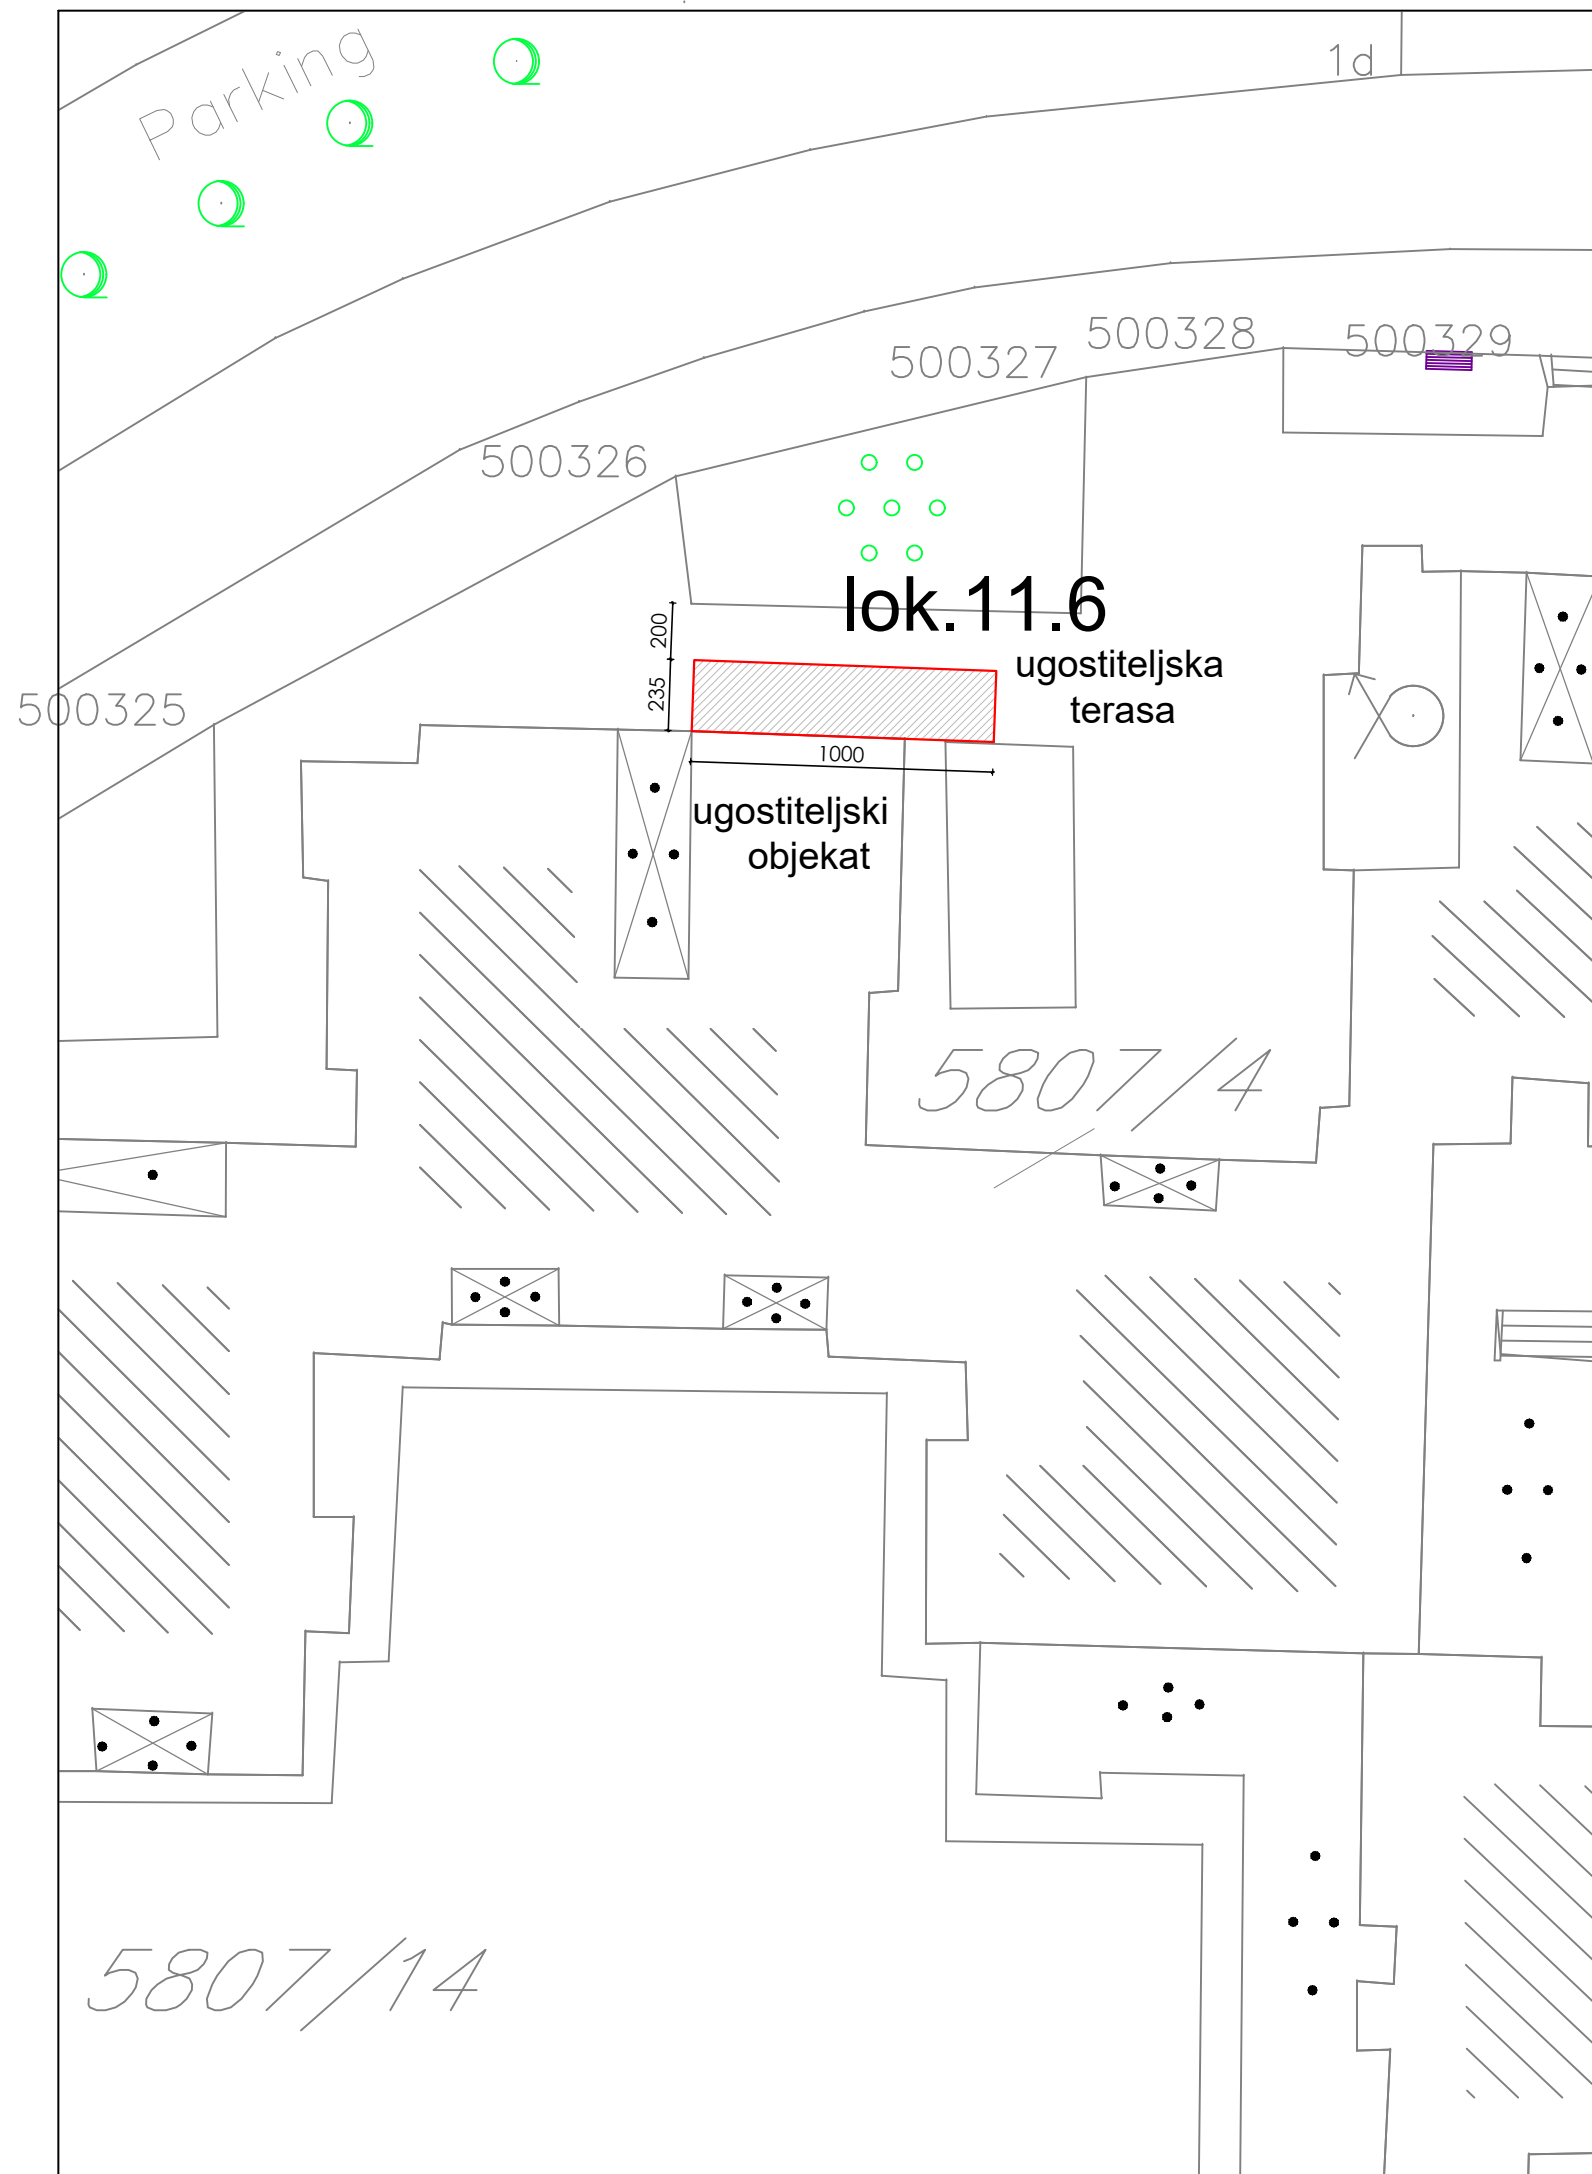 Parking
1d
500328
500329
500327
500326
lok.11.6
200
ugostiteljska
terasa
235
500325
1000
ugostiteljski
objekat
5807/4
5807/14